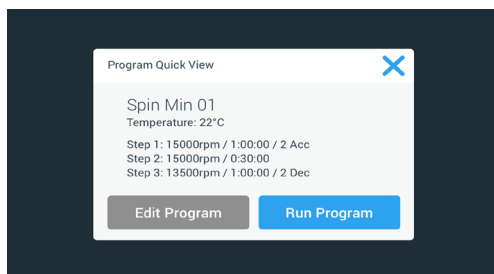 Program Quick View
Spin Min 01
Temperature: 22°C
Step 1: 15000rpm / 1:00:00 / 2 Acc
Step 2: 15000rpm / 0:30:00
Step 3: 13500rpm / 1:00:00 / 2 Dec
Edit Program
Run Program